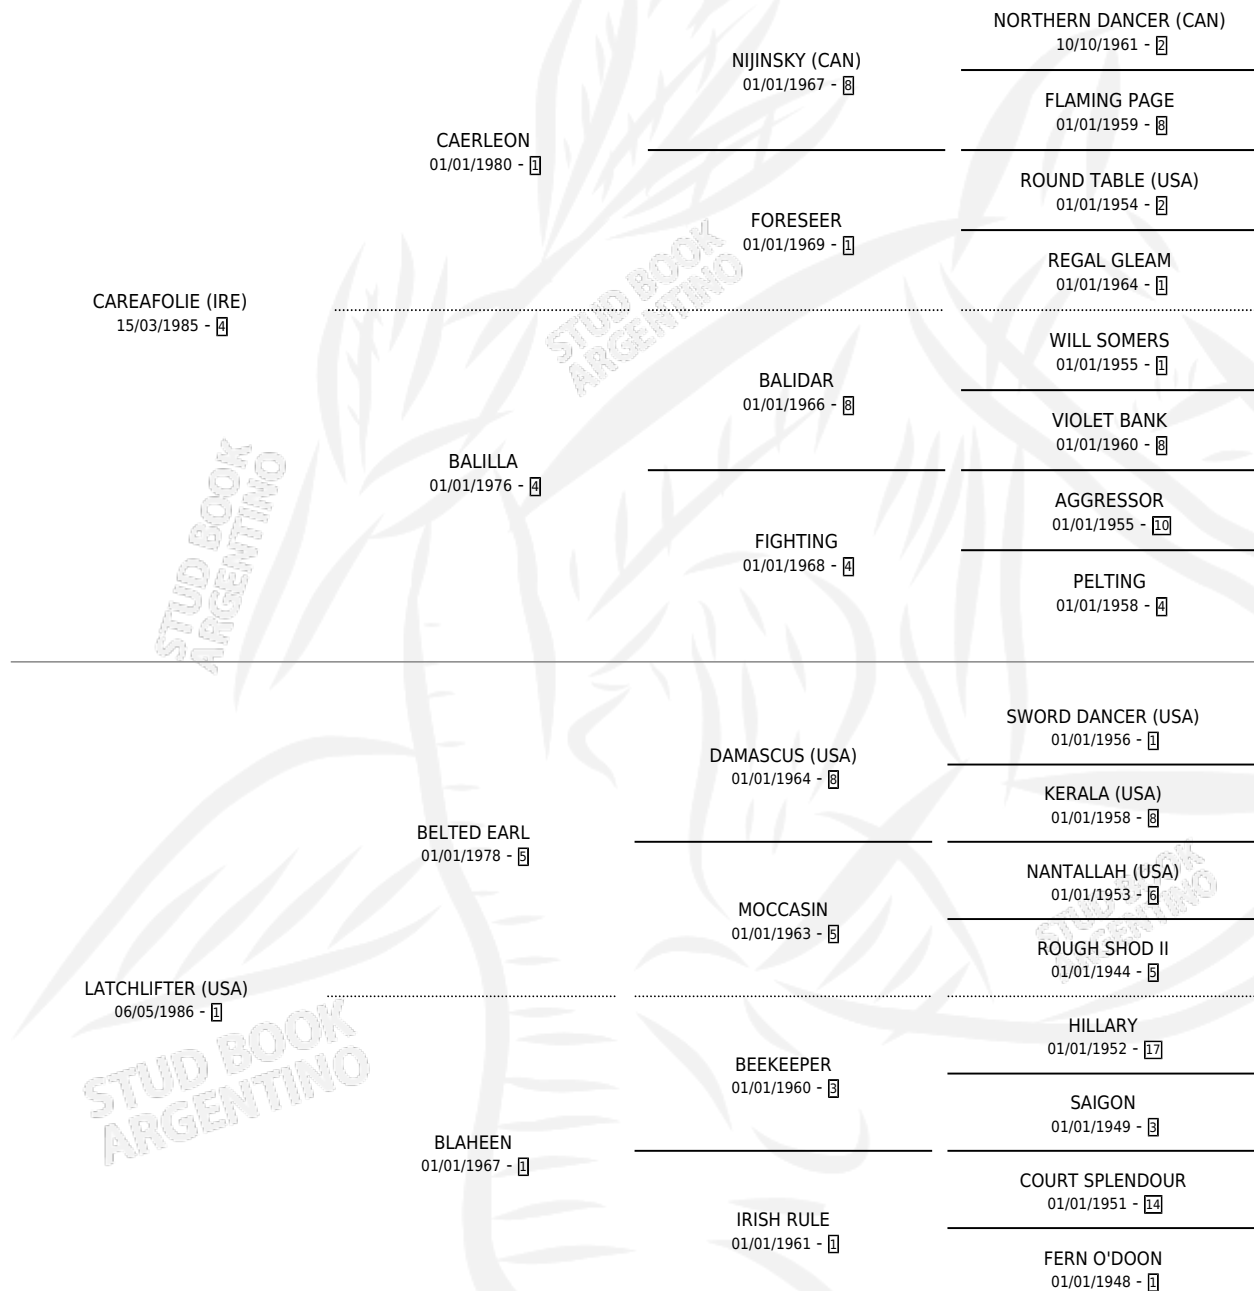 NORTHERN DANCER (CAN)
10/10/1961 - 2
NIJINSKY (CAN)
01/01/1967 - 8
FLAMING PAGE
01/01/1959 - 8
CAERLEON
01/01/1980 - 1
ROUND TABLE (USA)
01/01/1954 - 2
FORESEER
01/01/1969 - 1
REGAL GLEAM
01/01/1964 - 1
CAREAFOLIE (IRE)
15/03/1985 - 4
STUD BOOK
ARGENTINO
WILL SOMERS
01/01/1955 - 1
BALIDAR
01/01/1966 - 8
VIOLET BANK
01/01/1960 - 8
BALILLA
01/01/1976 - 4
AGGRESSOR
01/01/1955 - 10
FIGHTING
01/01/1968 - 4
PELTING
01/01/1958 - 4
STUD BOOK
ARGENTINO
SWORD DANCER (USA)
01/01/1956 - 1
DAMASCUS (USA)
01/01/1964 - 8
KERALA (USA)
01/01/1958 - 8
BELTED EARL
01/01/1978 - 5
NANTALLAH (USA)
01/01/1953 - 6
MOCCASIN
01/01/1963 - 5
ROUGH SHOD II
01/01/1944 - 5
STUD BOOK
ARGENTINO
LATCHLIFTER (USA)
06/05/1986 - 1
HILLARY
01/01/1952 - 17
BEEKEEPER
01/01/1960 - 3
SAIGON
01/01/1949 - 3
BLAHEEN
01/01/1967 - 1
COURT SPLENDOUR
01/01/1951 - 14
IRISH RULE
01/01/1961 - 1
FERN O'DOON
01/01/1948 - 1
STUD BOOK
ARGENTINO